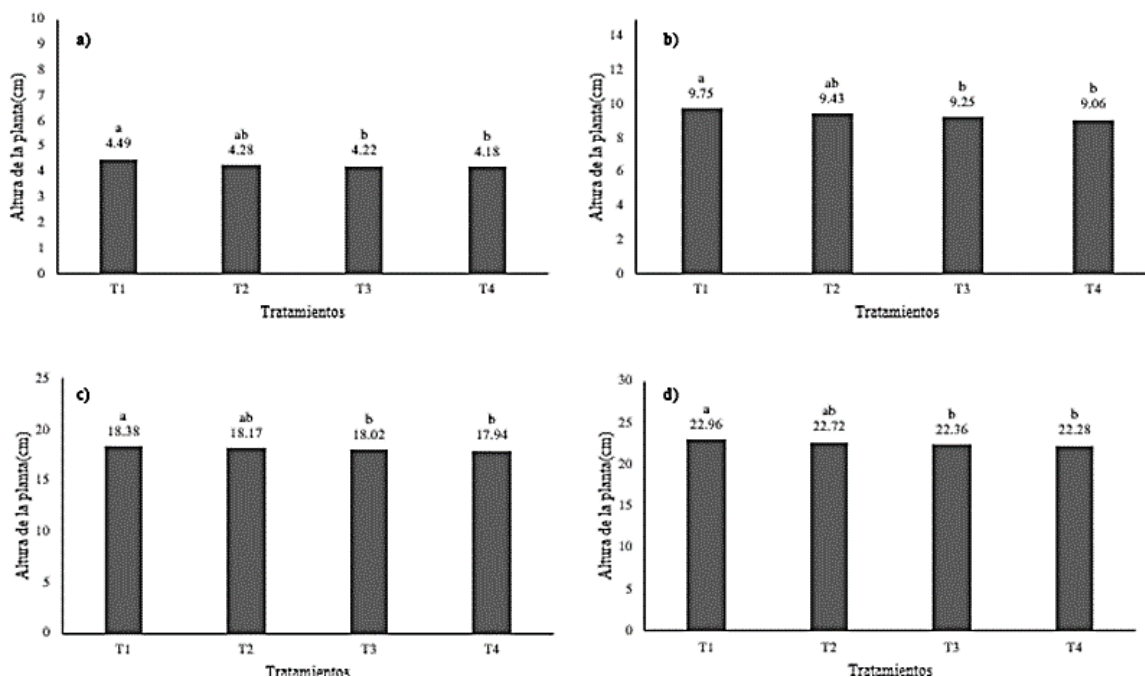 a)
Altura de la planta(cm)
10
9
8
7
6
5
4
3
2
1
0
a
4.49
ab
4.28
b
4.22
b
4.18
T1 T2 T3 T4
Tratamientos
b)
Altura de la planta(cm)
14
12
10
8
6
4
2
0
a
9.75
ab
9.43
b
9.25
b
9.06
T1 T2 T3 T4
Tratamientos
c)
Altura de la planta(cm)
25
20
15
10
5
0
a
18.38
ab
18.17
b
18.02
b
17.94
T1 T2 T3 T4
Tratamientos
d)
Altura de la planta(cm)
30
25
20
15
10
5
0
a
22.96
ab
22.72
b
22.36
b
22.28
T1 T2 T3 T4
Tratamientos